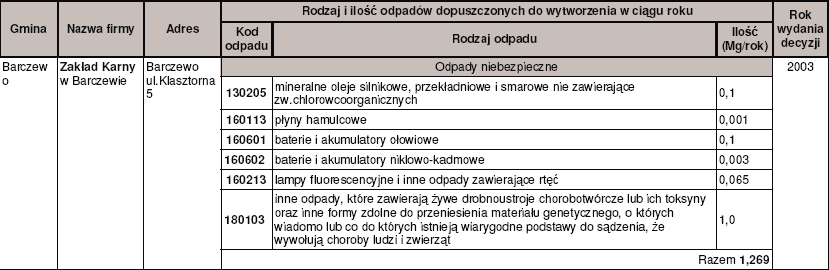 Gmina
Nazwa firmy
Adres
Rodzaj i ilość odpadów dopuszczonych do wytworzenia w ciągu roku
Kod
odpadu
Rodzaj odpadu
Ilość
(Mg/rok)
Rok
wydania
decyzji
Barczew
o
Zakład Karny
w Barczewie
Barczewo
ul.Klasztorna
5
Odpady niebezpieczne
2003
130205
mineralne oleje silnikowe, przekładniowe i smarowe nie zawierające
zw.chlorowcoorganicznych
0,1
160113 płyny hamulcowe 0,001
160601 baterie i akumulatory ołowiowe 0,1
160602 baterie i akumulatory niklowo-kadmowe 0,003
160213 lampy fluorescencyjne i inne odpady zawierające rtęć 0,065
180103
inne odpady, które zawierają żywe drobnoustroje chorobotwórcze lub ich toksyny
oraz inne formy zdolne do przeniesienia materiału genetycznego, o których
wiadomo lub co do których istnieją wiarygodne podstawy do sądzenia, że
wywołują choroby ludzi i zwierząt
1,0
Razem 1,269